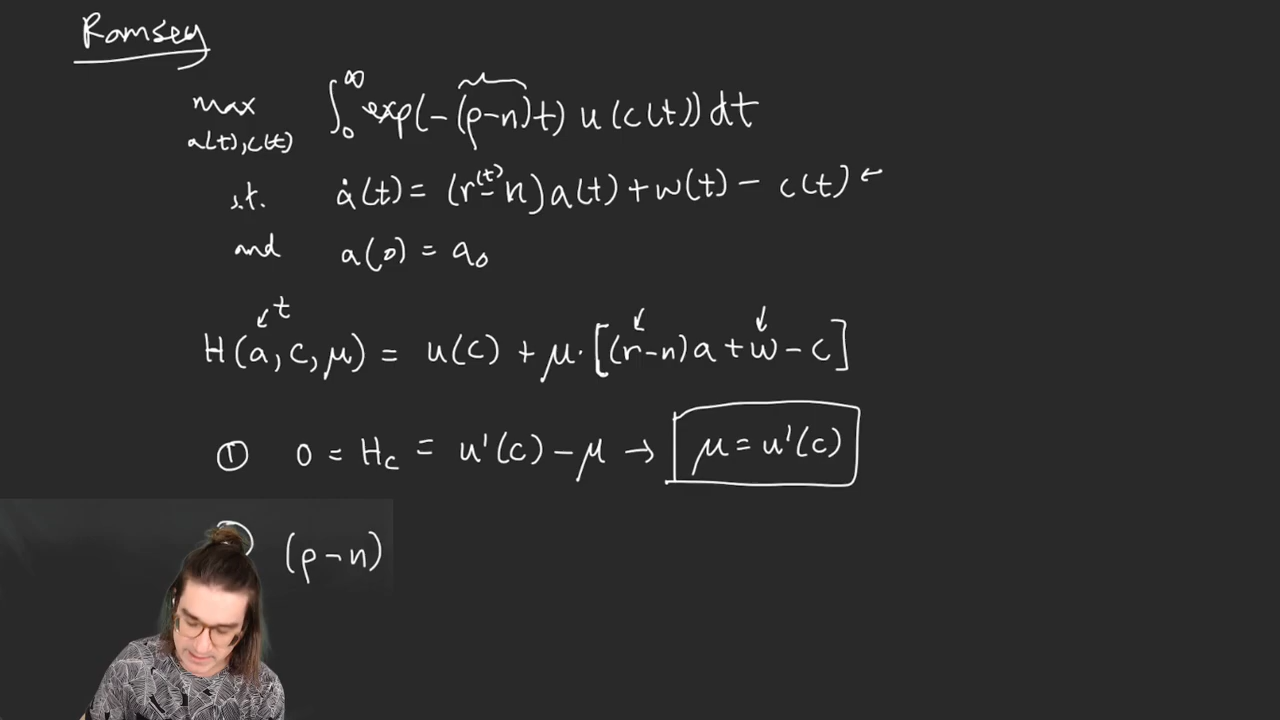 Ramsey
max ∫₀^∞ exp(-(ρ-n)t) u(c(t)) dt
a(t), c(t)
s.t. ȧ(t) = (r(t) - n) a(t) + w(t) - c(t) ←
and a(0) = a₀
↙ t ↙ ↓
H(a, c, μ) = u(c) + μ · [(r-n)a + w - c]
① 0 = H_c = u'(c) - μ → μ = u'(c)
(ρ-n)